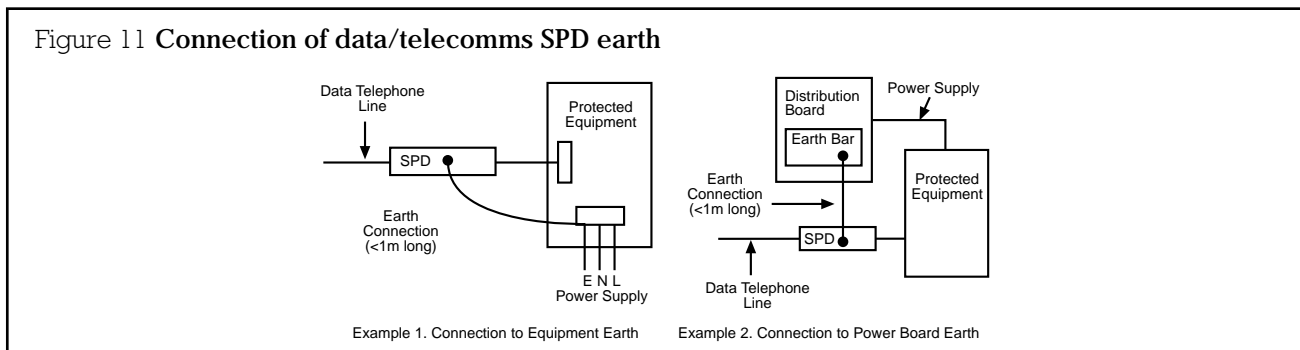 Figure 11 Connection of data/telecomms SPD earth
Data Telephone
Line
SPD
Protected
Equipment
Earth
Connection
(<1m long)
E N L
Power Supply
Example 1. Connection to Equipment Earth
Distribution
Board
Earth Bar
Power Supply
Earth
Connection
(<1m long)
Protected
Equipment
SPD
Data Telephone
Line
Example 2. Connection to Power Board Earth